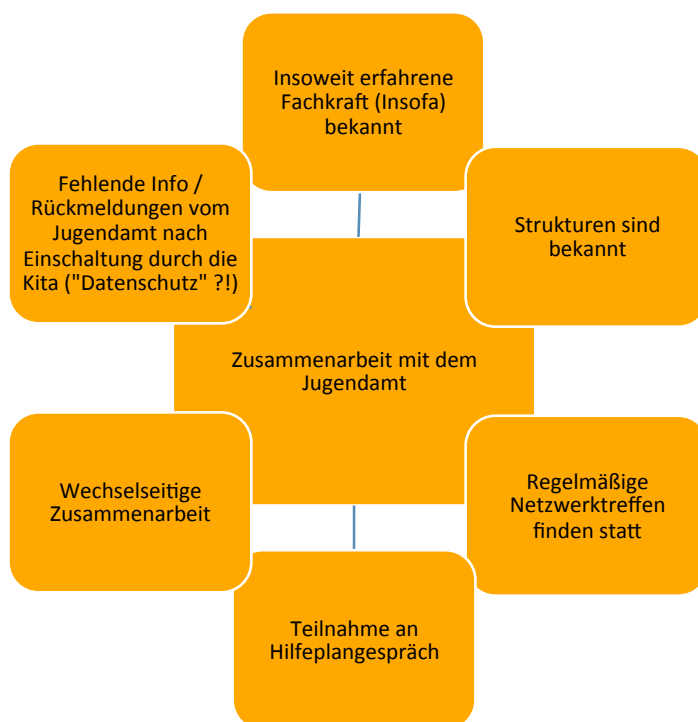 Insoweit erfahrene
Fachkraft (Insofa)
bekannt
Fehlende Info /
Rückmeldungen vom
Jugendamt nach
Einschaltung durch die
Kita ("Datenschutz" ?!)
Strukturen sind
bekannt
Zusammenarbeit mit dem
Jugendamt
Wechselseitige
Zusammenarbeit
Regelmäßige
Netzwerktreffen
finden statt
Teilnahme an
Hilfeplangespräch